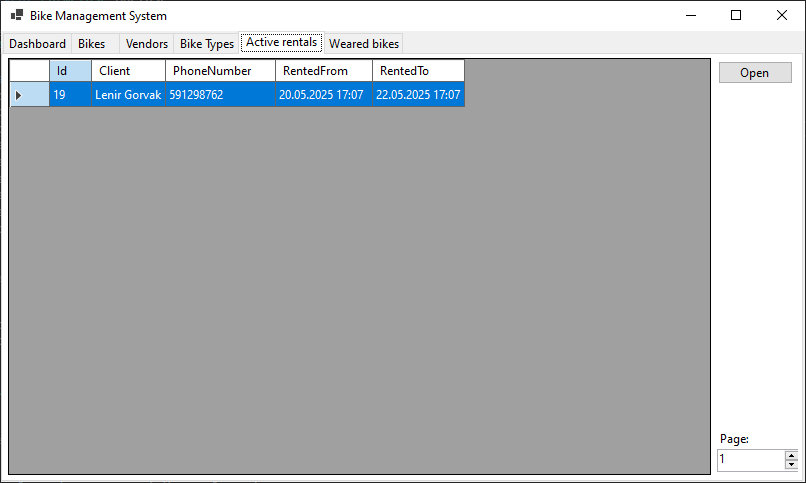 Bike Management System
Dashboard Bikes Vendors Bike Types Active rentals Weared bikes
Id Client PhoneNumber RentedFrom RentedTo Open
19 Lenir Gorvak 591298762 20.05.2025 17:07 22.05.2025 17:07
Page:
1